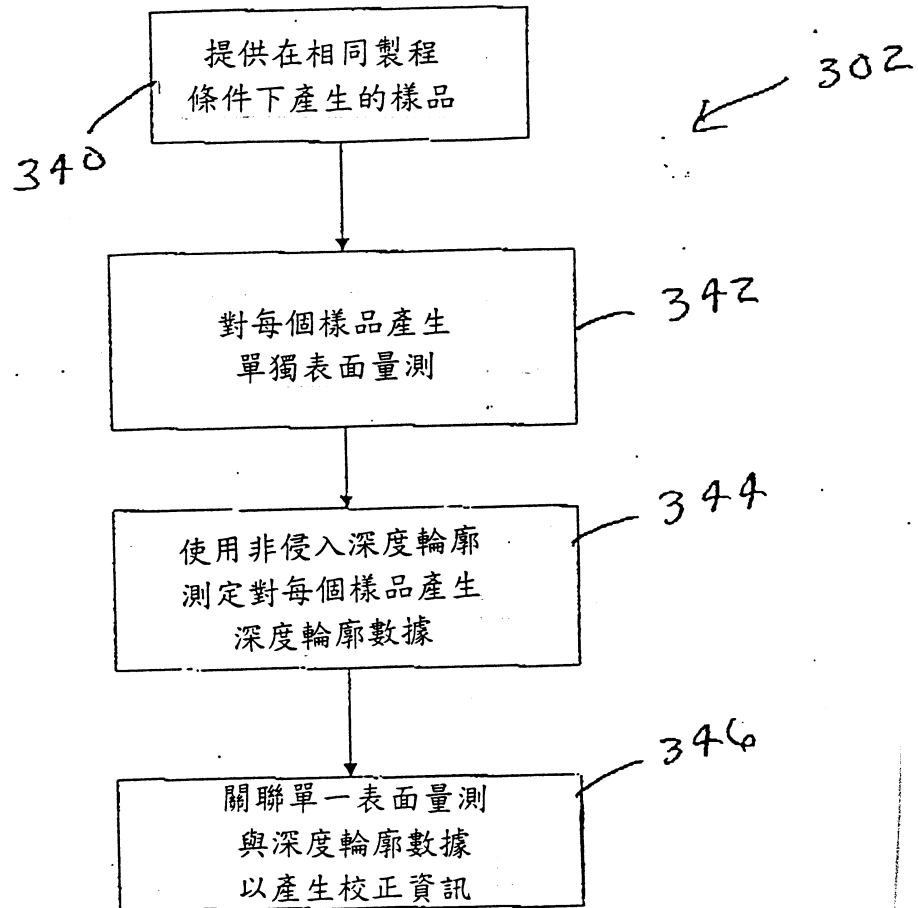 提供在相同製程
條件下產生的樣品
302
340
對每個樣品產生
單獨表面量測
342
使用非侵入深度輪廓
測定對每個樣品產生
深度輪廓數據
344
關聯單一表面量測
與深度輪廓數據
以產生校正資訊
346